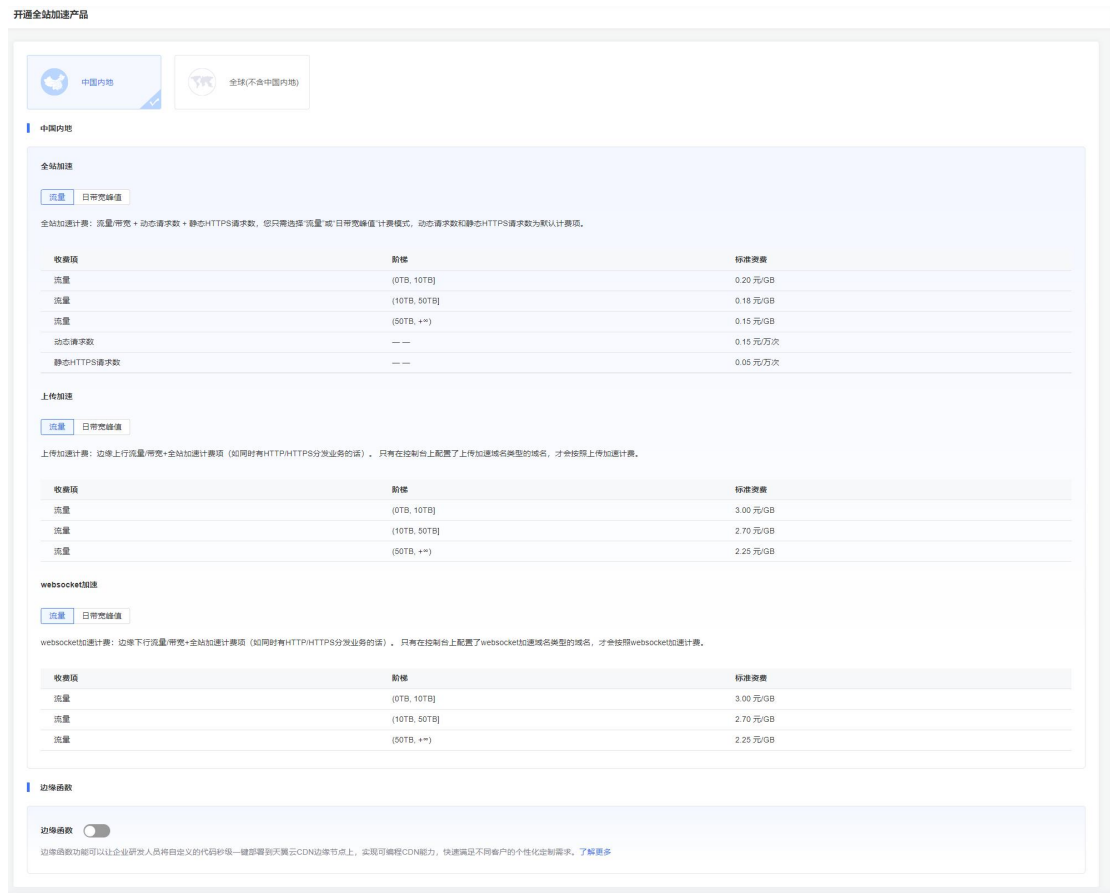 开通全站加速产品
中国内地
全球(不含中国内地)
中国内地
全站加速
流量 日带宽峰值
全站加速计费：流量/带宽 + 动态请求数 + 静态HTTPS请求数，您只需选择“流量”或“日带宽峰值”计费模式，动态请求数和静态HTTPS请求数为默认计费项。
收费项 阶梯 标准资费
流量 (0TB, 10TB] 0.20 元/GB
流量 (10TB, 50TB] 0.18 元/GB
流量 (50TB, +∞) 0.15 元/GB
动态请求数 — — 0.15 元/万次
静态HTTPS请求数 — — 0.05 元/万次
上传加速
流量 日带宽峰值
上传加速计费：边缘上行流量/带宽+全站加速计费项（如同时有HTTP/HTTPS分发业务的话）。 只有在控制台上配置了上传加速域名类型的域名，才会按照上传加速计费。
收费项 阶梯 标准资费
流量 (0TB, 10TB] 3.00 元/GB
流量 (10TB, 50TB] 2.70 元/GB
流量 (50TB, +∞) 2.25 元/GB
websocket加速
流量 日带宽峰值
websocket加速计费：边缘下行流量/带宽+全站加速计费项（如同时有HTTP/HTTPS分发业务的话）。 只有在控制台上配置了websocket加速域名类型的域名，才会按照websocket加速计费。
收费项 阶梯 标准资费
流量 (0TB, 10TB] 3.00 元/GB
流量 (10TB, 50TB] 2.70 元/GB
流量 (50TB, +∞) 2.25 元/GB
边缘函数
边缘函数
边缘函数功能可以让企业研发人员将自定义的代码秒级一键部署到天翼云CDN边缘节点上，实现可编程CDN能力，快速满足不同客户的个性化定制需求。了解更多